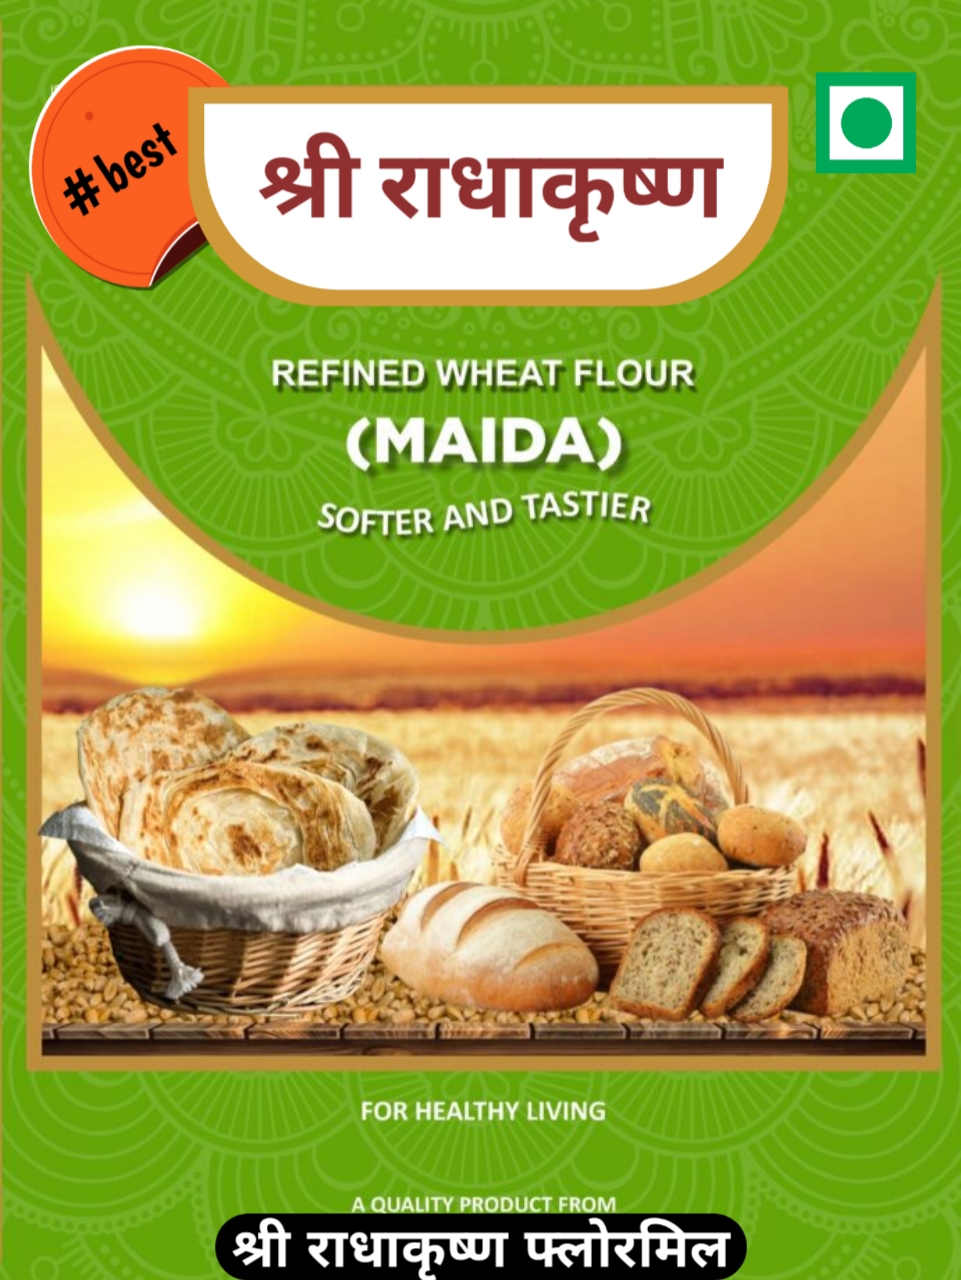 #best
श्री राधाकृष्ण
REFINED WHEAT FLOUR
(MAIDA)
SOFTER AND TASTIER
FOR HEALTHY LIVING
A QUALITY PRODUCT FROM
श्री राधाकृष्ण फ्लोरमिल